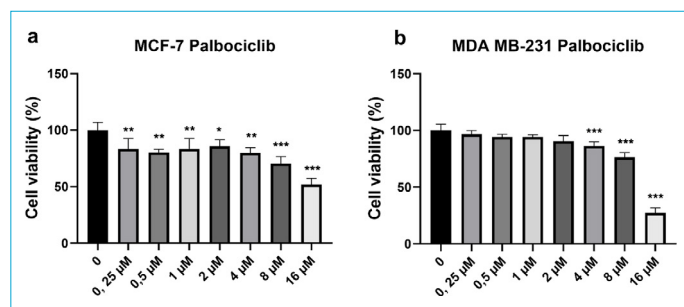 a
MCF-7 Palbociclib
Cell viability (%)
150
100
50
0
**
**
**
*
**
***
***
0
0, 25 µM
0,5 µM
1 µM
2 µM
4 µM
8 µM
16 µM
b
MDA MB-231 Palbociclib
Cell viability (%)
150
100
50
0
***
***
***
0
0, 25 µM
0,5 µM
1 µM
2 µM
4 µM
8 µM
16 µM